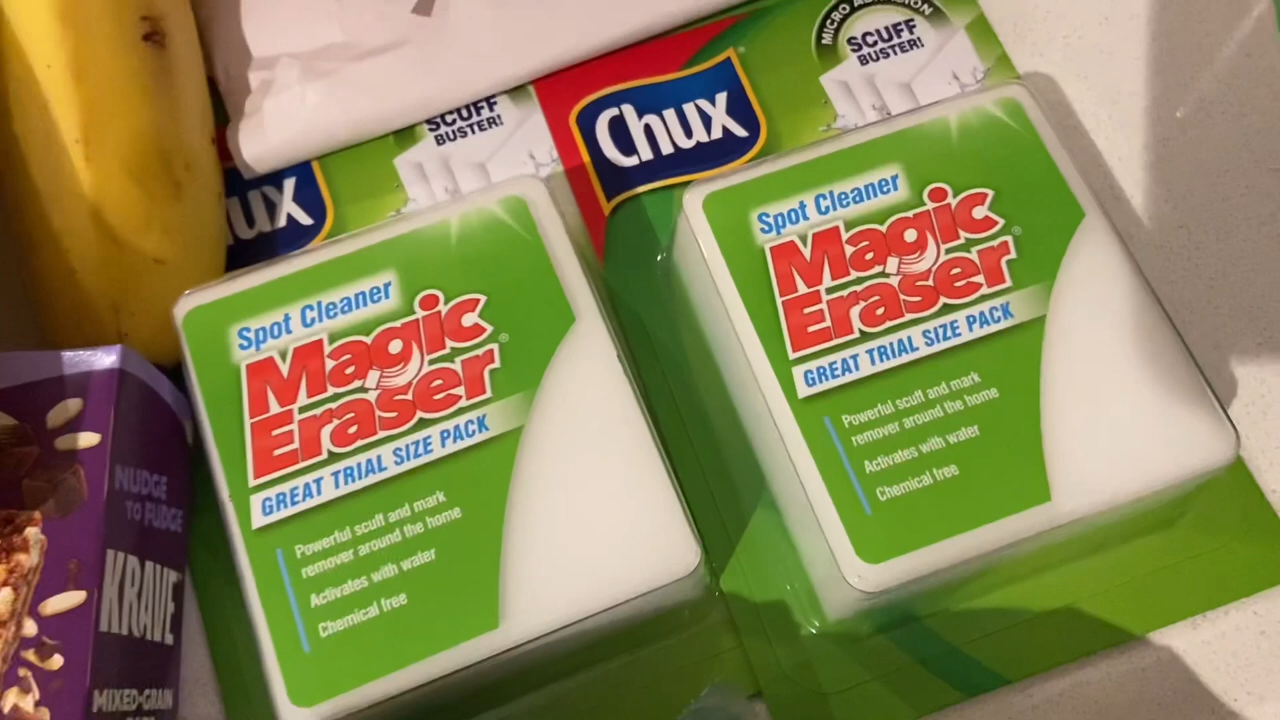 MICRO
SCUFF
BUSTER!
SCUFF
BUSTER!
Chux
ux
Spot Cleaner
Magic
Eraser®
GREAT TRIAL SIZE PACK
Powerful scuff and mark
remover around the home
Activates with water
Chemical free
Spot Cleaner
Magic
Eraser®
GREAT TRIAL SIZE PACK
Powerful scuff and mark
remover around the home
Activates with water
Chemical free
NUDGE
TO FUDGE
KRAVE
MIXED-GRAIN